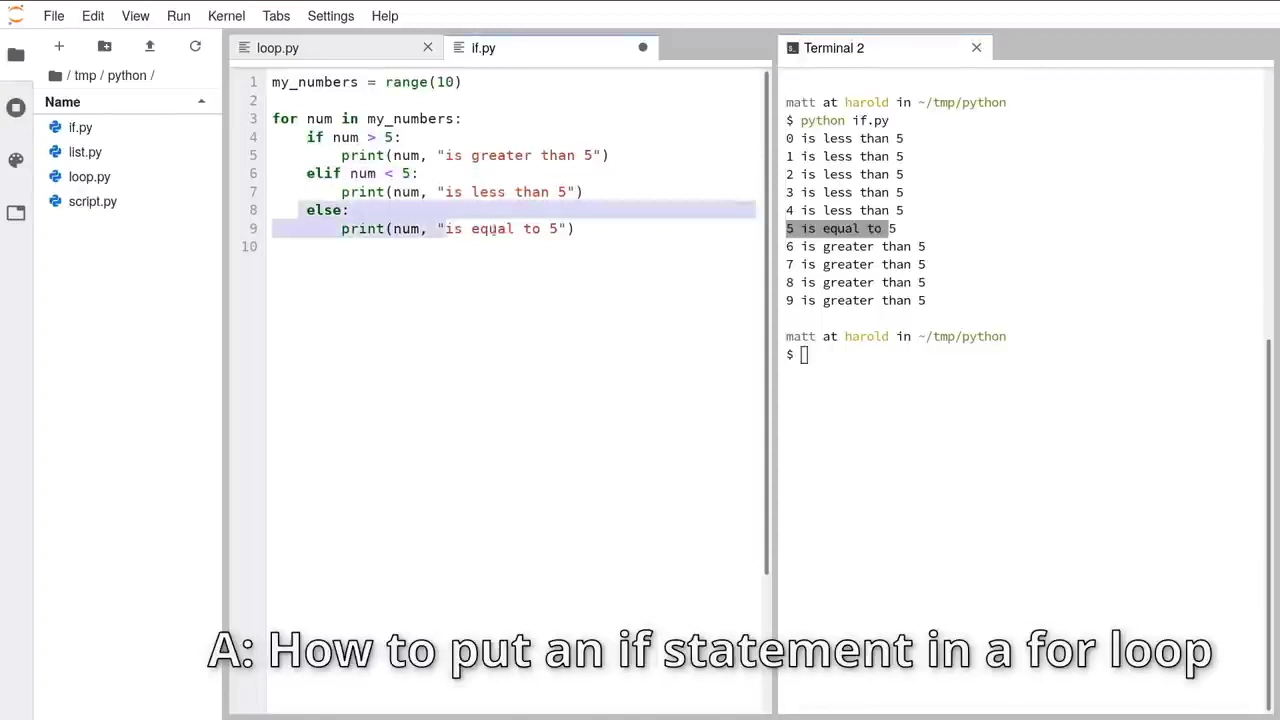 File Edit View Run Kernel Tabs Settings Help
/ tmp / python /
Name
if.py
list.py
loop.py
script.py
loop.py
if.py
1 my_numbers = range(10)
2
3 for num in my_numbers:
4     if num > 5:
5         print(num, "is greater than 5")
6     elif num < 5:
7         print(num, "is less than 5")
8     else:
9         print(num, "is equal to 5")
10
Terminal 2
matt at harold in ~/tmp/python
$ python if.py
0 is less than 5
1 is less than 5
2 is less than 5
3 is less than 5
4 is less than 5
5 is equal to 5
6 is greater than 5
7 is greater than 5
8 is greater than 5
9 is greater than 5
matt at harold in ~/tmp/python
$
A: How to put an if statement in a for loop